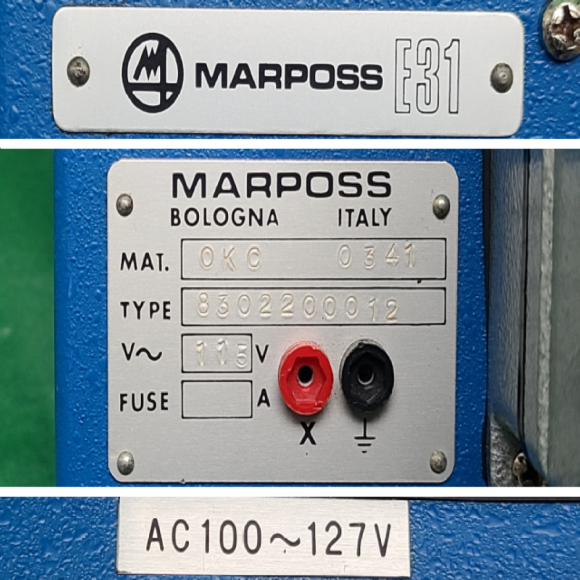 MARPOSS E31
MARPOSS
BOLOGNA ITALY
MAT. OKC 0341
TYPE 8302200012
V~ 115 V
FUSE A
X
AC100~127V